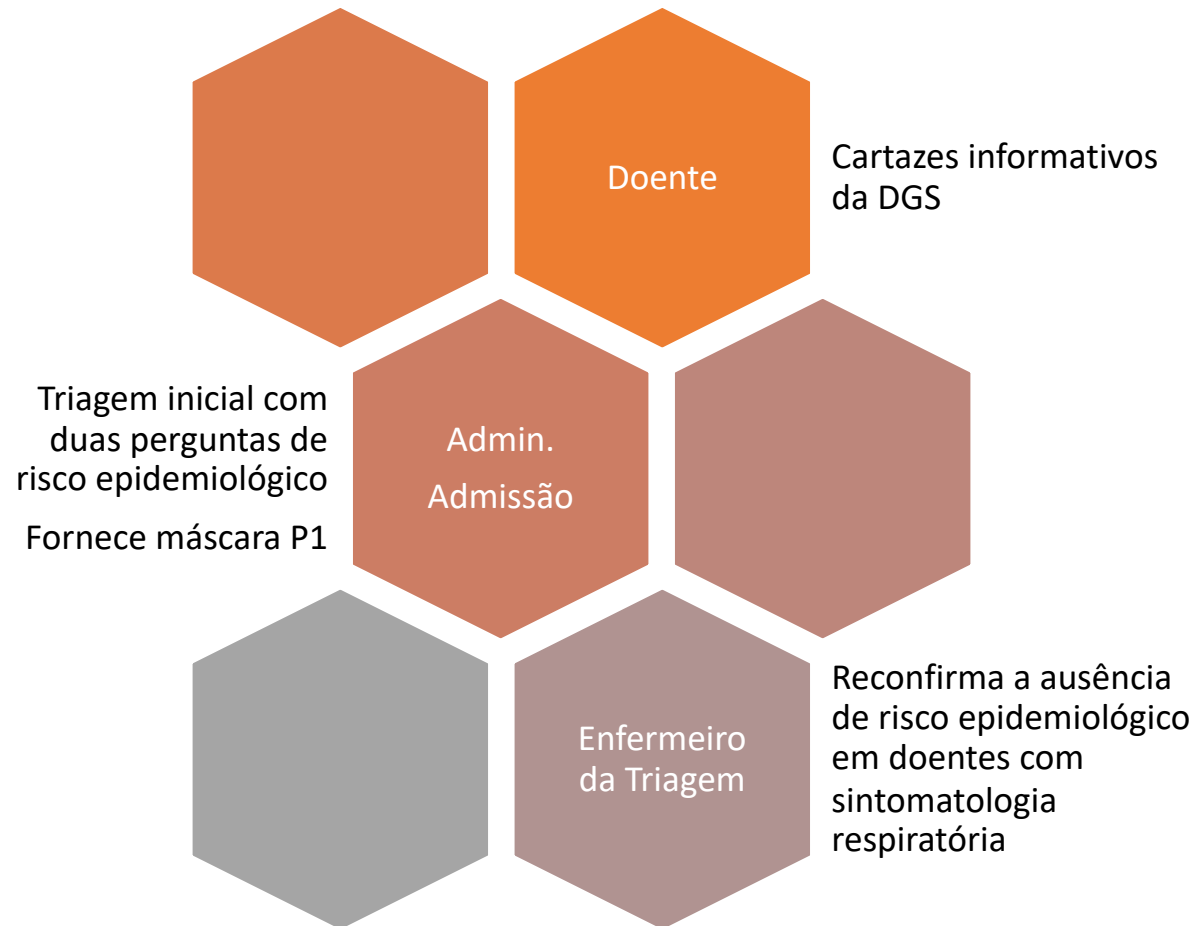 Doente
Cartazes informativos
da DGS
Triagem inicial com
duas perguntas de
risco epidemiológico
Fornece máscara P1
Admin.
Admissão
Enfermeiro
da Triagem
Reconfirma a ausência
de risco epidemiológico
em doentes com
sintomatologia
respiratória